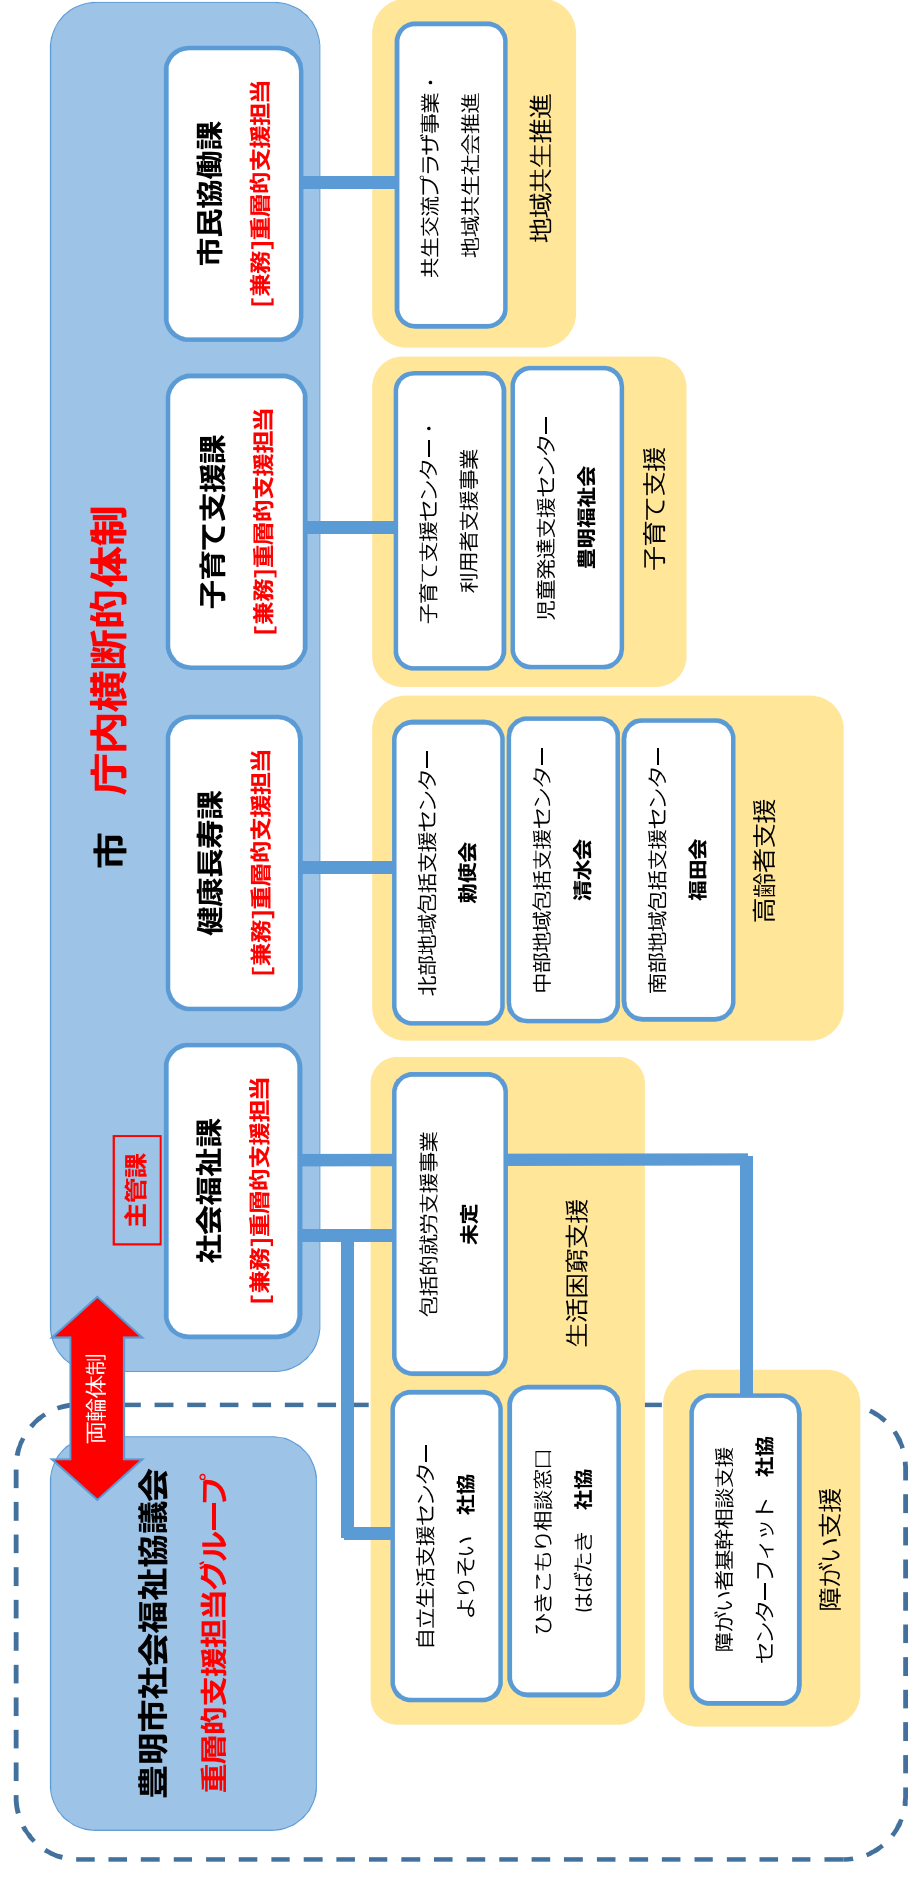 豊明市社会福祉協議会
重層的支援担当グループ
両輪体制
市　庁内横断的体制
主管課
社会福祉課
[兼務]重層的支援担当
健康長寿課
[兼務]重層的支援担当
子育て支援課
[兼務]重層的支援担当
市民協働課
[兼務]重層的支援担当
自立生活支援センター
よりそい　社協
ひきこもり相談窓口
はばたき　社協
包括的就労支援事業
未定
生活困窮支援
障がい者基幹相談支援
センターフィット　社協
障がい支援
北部地域包括支援センター
勅使会
中部地域包括支援センター
清水会
南部地域包括支援センター
福田会
高齢者支援
子育て支援センター・
利用者支援事業
児童発達支援センター
豊明福祉会
子育て支援
共生交流プラザ事業・
地域共生社会推進
地域共生推進